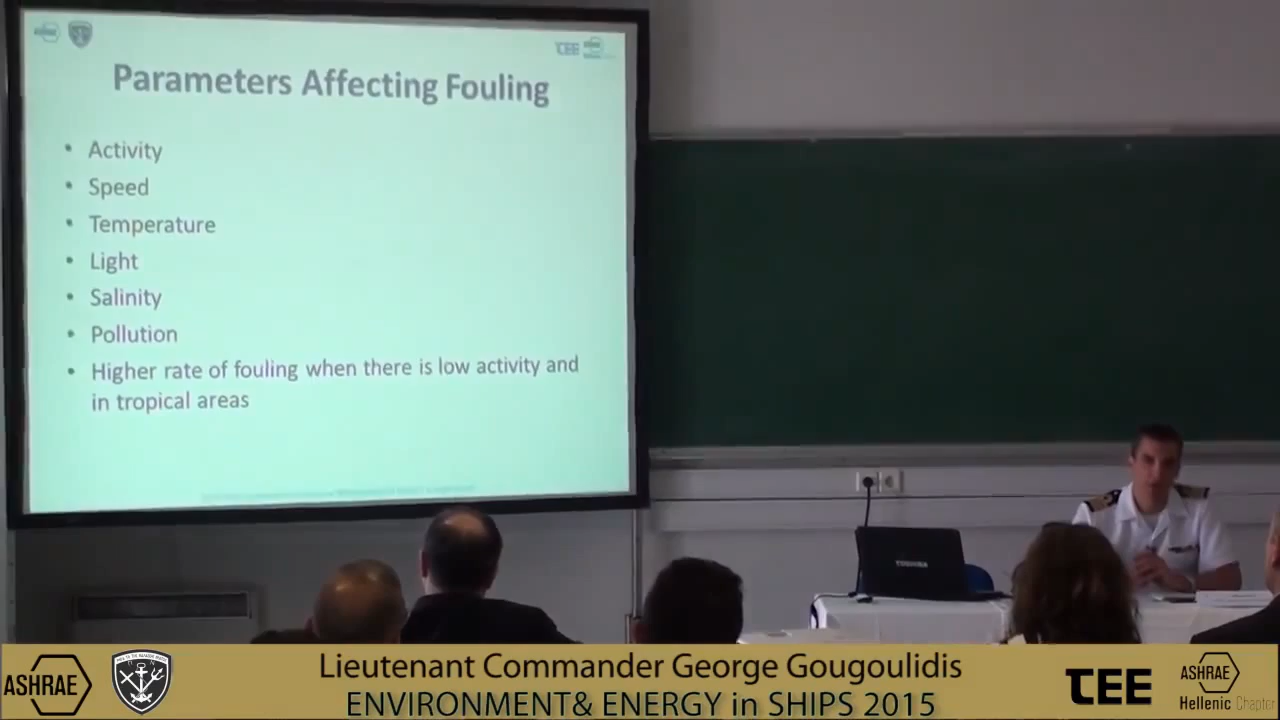 TEE
Parameters Affecting Fouling
• Activity
• Speed
• Temperature
• Light
• Salinity
• Pollution
• Higher rate of fouling when there is low activity and
in tropical areas
TOSHIBA
ASHRAE
Lieutenant Commander George Gougoulidis
ENVIRONMENT& ENERGY in SHIPS 2015
TEE
ASHRAE
Hellenic Chapter